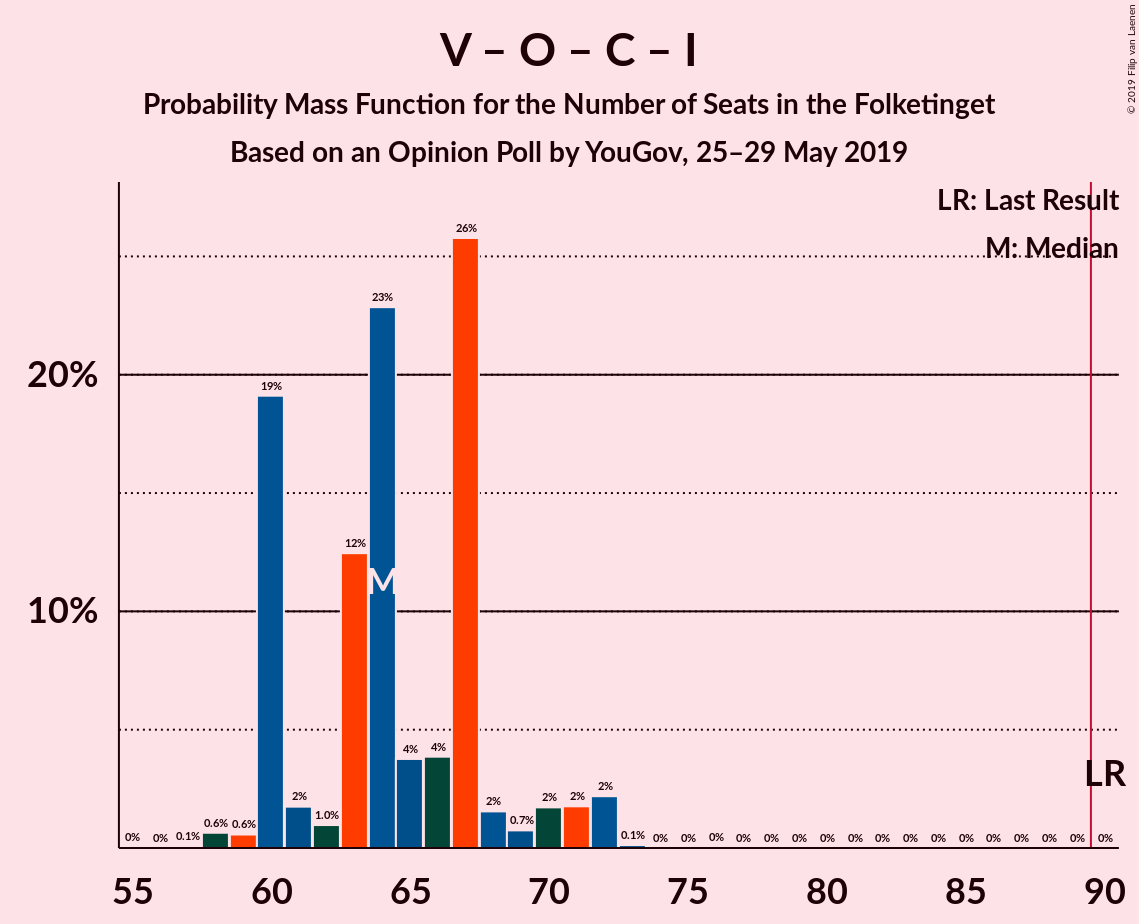 V – O – C – I
Probability Mass Function for the Number of Seats in the Folketinget
Based on an Opinion Poll by YouGov, 25–29 May 2019
© 2019 Filip van Laenen
LR: Last Result
M: Median
26%
23%
20%
19%
12%
M
10%
4% 4%
LR
2% 2% 2% 2% 2%
0% 0% 0.1% 0.6% 0.6% 1.0% 0.7% 0.1% 0% 0% 0% 0% 0% 0% 0% 0% 0% 0% 0% 0% 0% 0% 0% 0% 0%
55 60 65 70 75 80 85 90